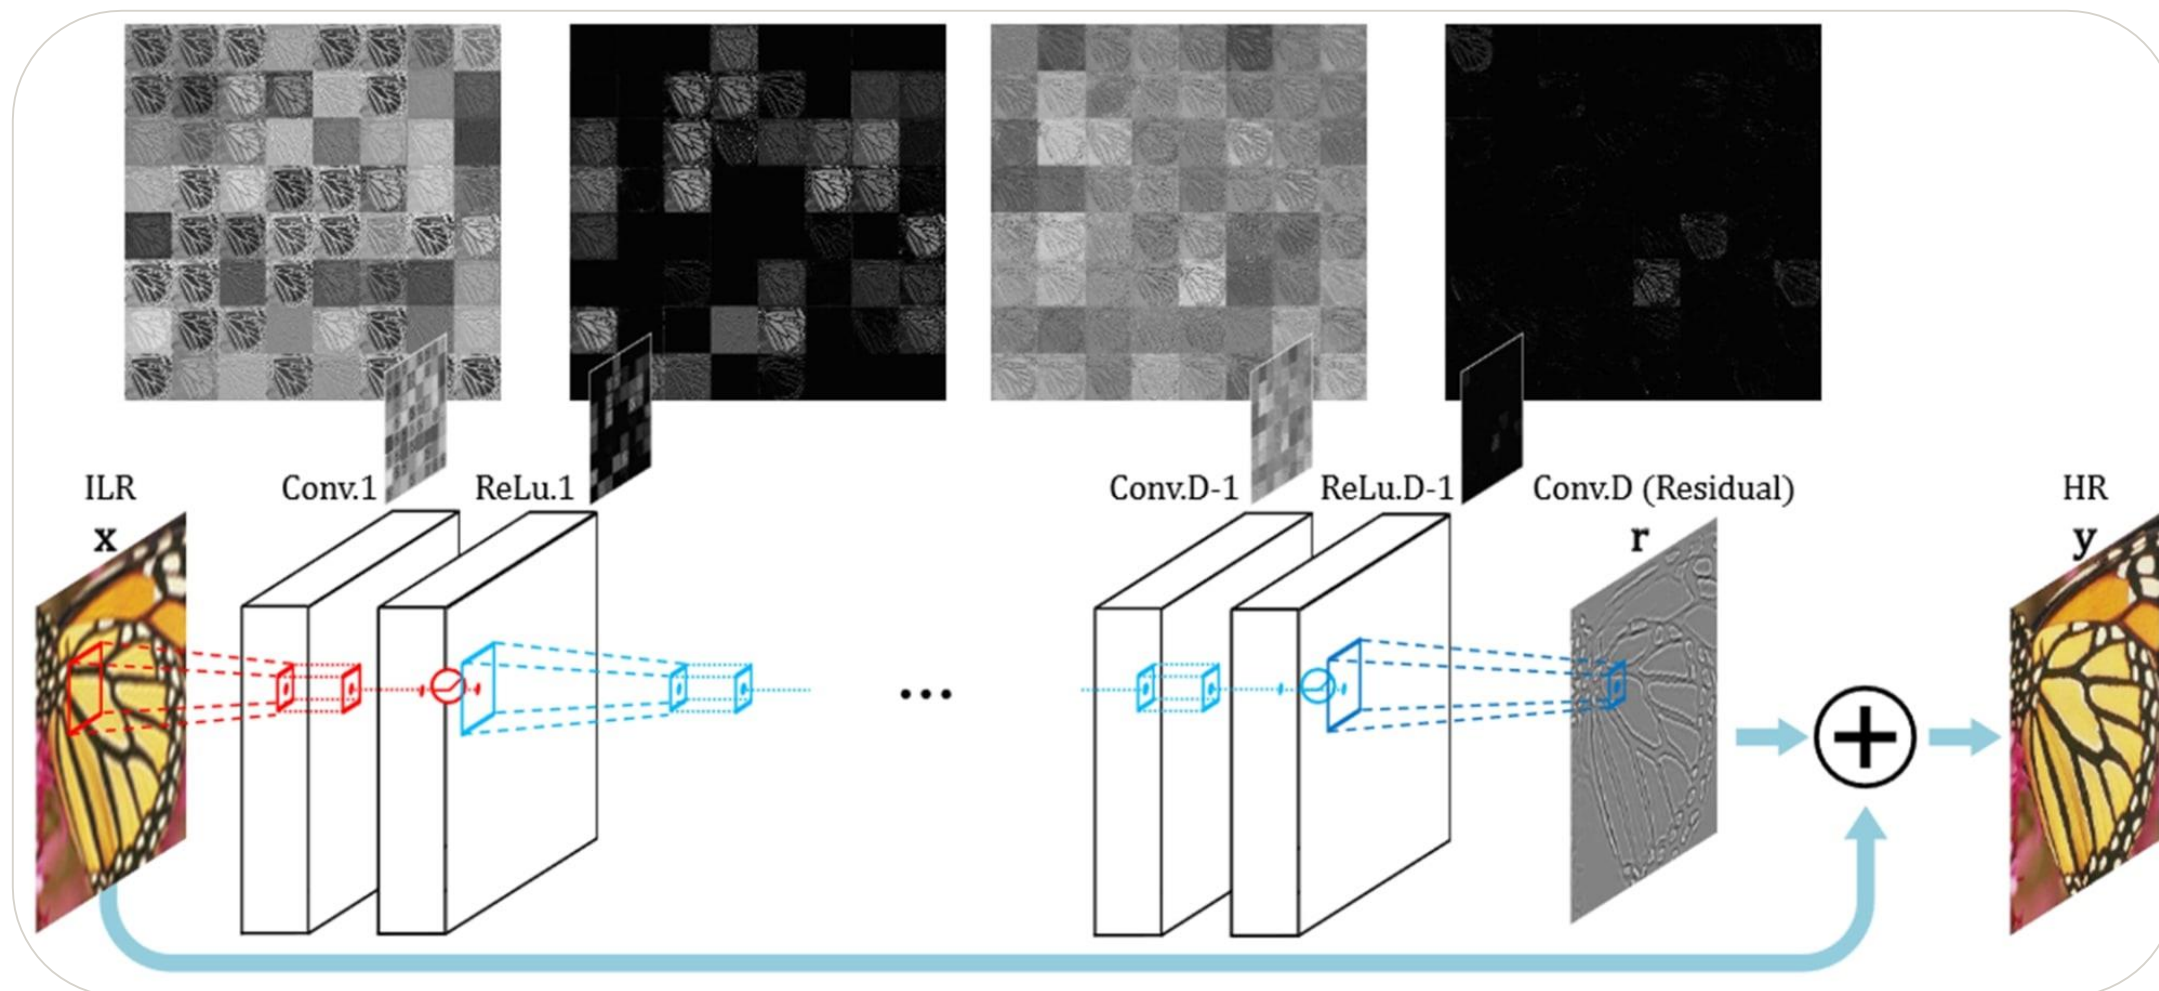 ILR
x
Conv.1
ReLu.1
...
Conv.D-1
ReLu.D-1
Conv.D (Residual)
r
HR
y